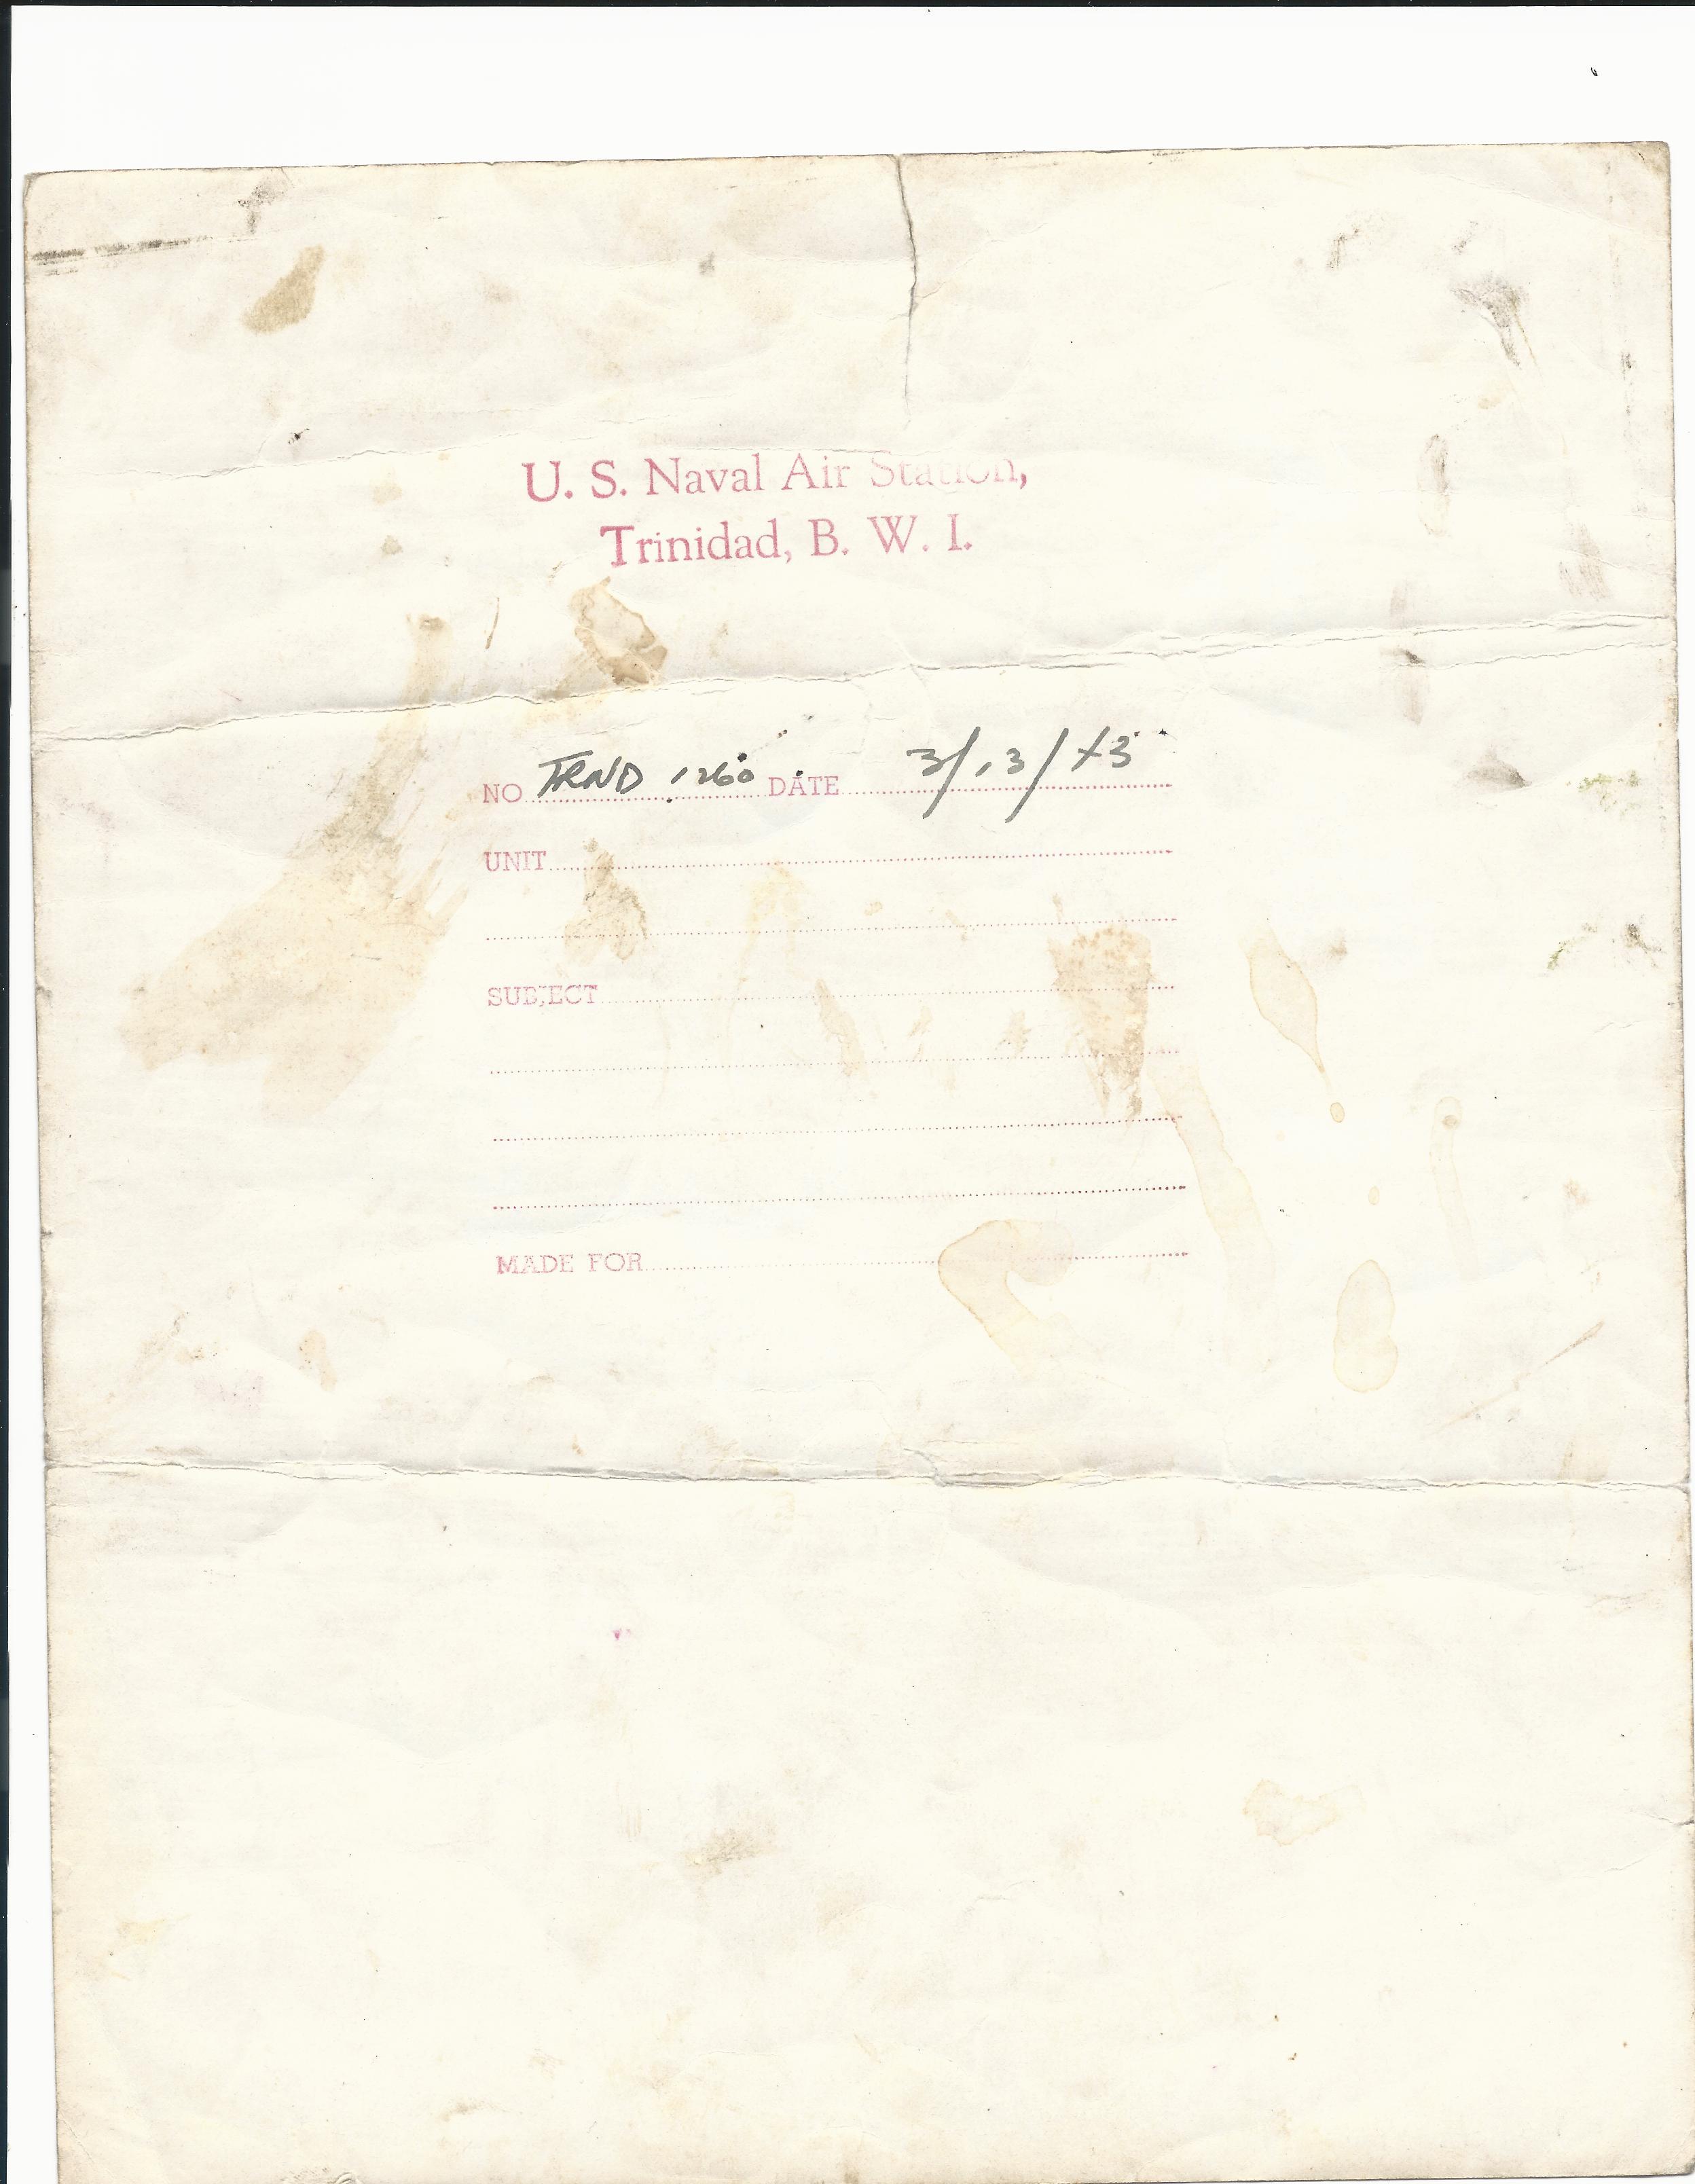 U. S. Naval Air Station,
Trinidad, B. W. I.
NO TRND 1260 DATE 3/13/43
UNIT
SUBJECT
MADE FOR